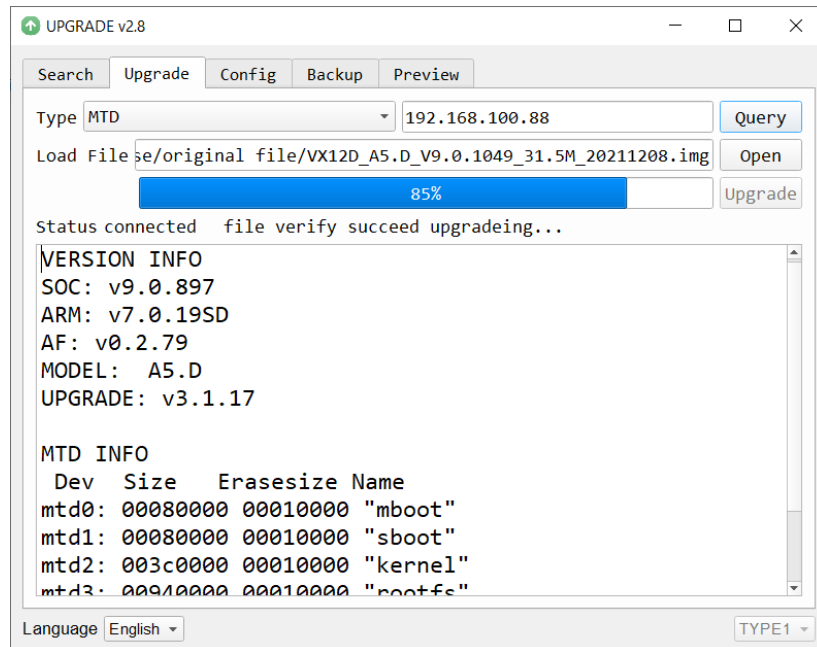 UPGRADE v2.8
Search Upgrade Config Backup Preview
Type MTD 192.168.100.88 Query
Load File se/original file/VX12D_A5.D_V9.0.1049_31.5M_20211208.img Open
85% Upgrade
Status connected file verify succeed upgradeing...
VERSION INFO
SOC: v9.0.897
ARM: v7.0.19SD
AF: v0.2.79
MODEL: A5.D
UPGRADE: v3.1.17
MTD INFO
Dev Size Erasesize Name
mtd0: 00080000 00010000 "mboot"
mtd1: 00080000 00010000 "sboot"
mtd2: 003c0000 00010000 "kernel"
mtd3: 00940000 00010000 "rootfs"
Language English TYPE1